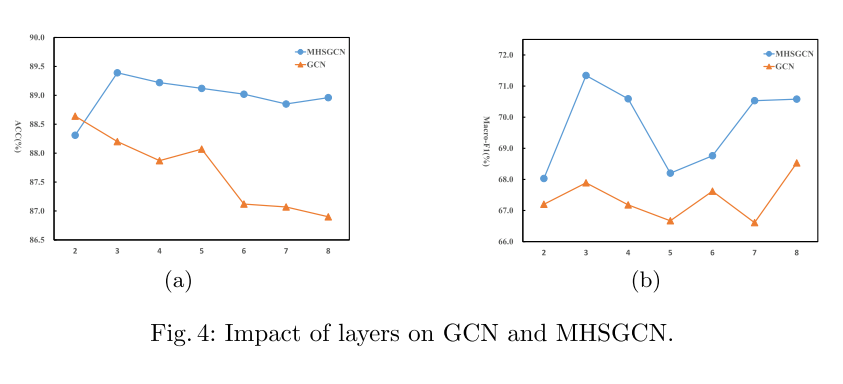 90.0
89.5
89.0
88.5
88.0
87.5
87.0
86.5
ACC(%)
2 3 4 5 6 7 8
MHSGCN
GCN
(a)
72.0
71.0
70.0
69.0
68.0
67.0
66.0
Macro-F1(%)
2 3 4 5 6 7 8
MHSGCN
GCN
(b)
Fig. 4: Impact of layers on GCN and MHSGCN.